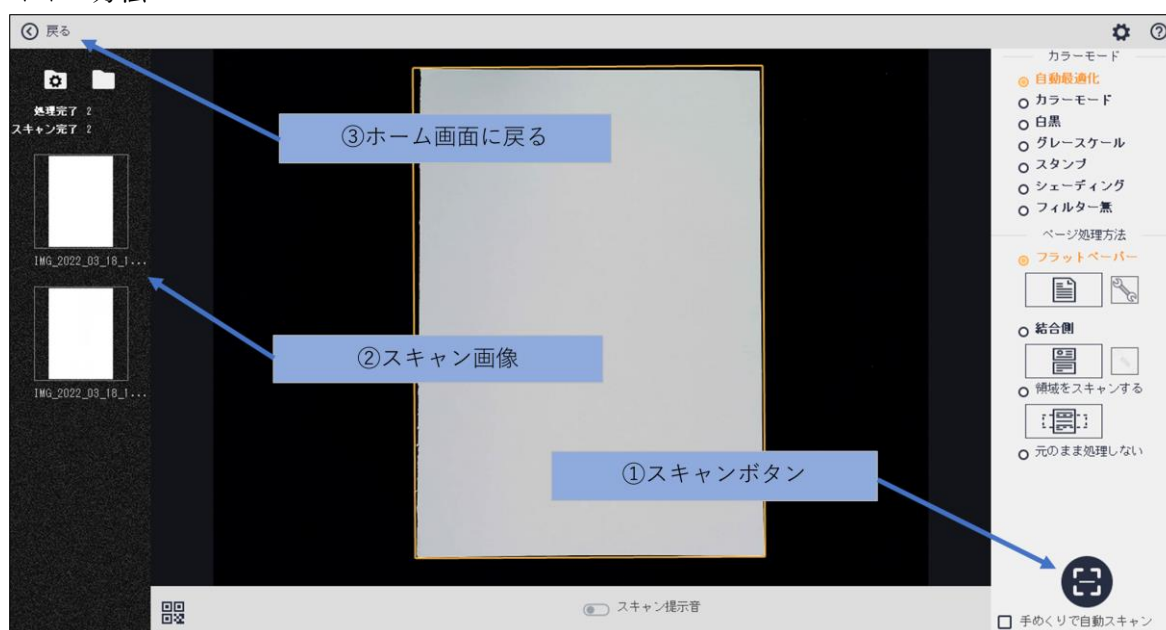 戻る
処理完了 2
スキャン完了 2
IMG_2022_03_18_1...
IMG_2022_03_18_1...
③ホーム画面に戻る
②スキャン画像
①スキャンボタン
スキャン提示音
カラーモード
自動最適化
カラーモード
白黒
グレースケール
スタンプ
シェーディング
フィルター無
ページ処理方法
フラットペーパー
結合側
領域をスキャンする
元のまま処理しない
手めくりで自動スキャン